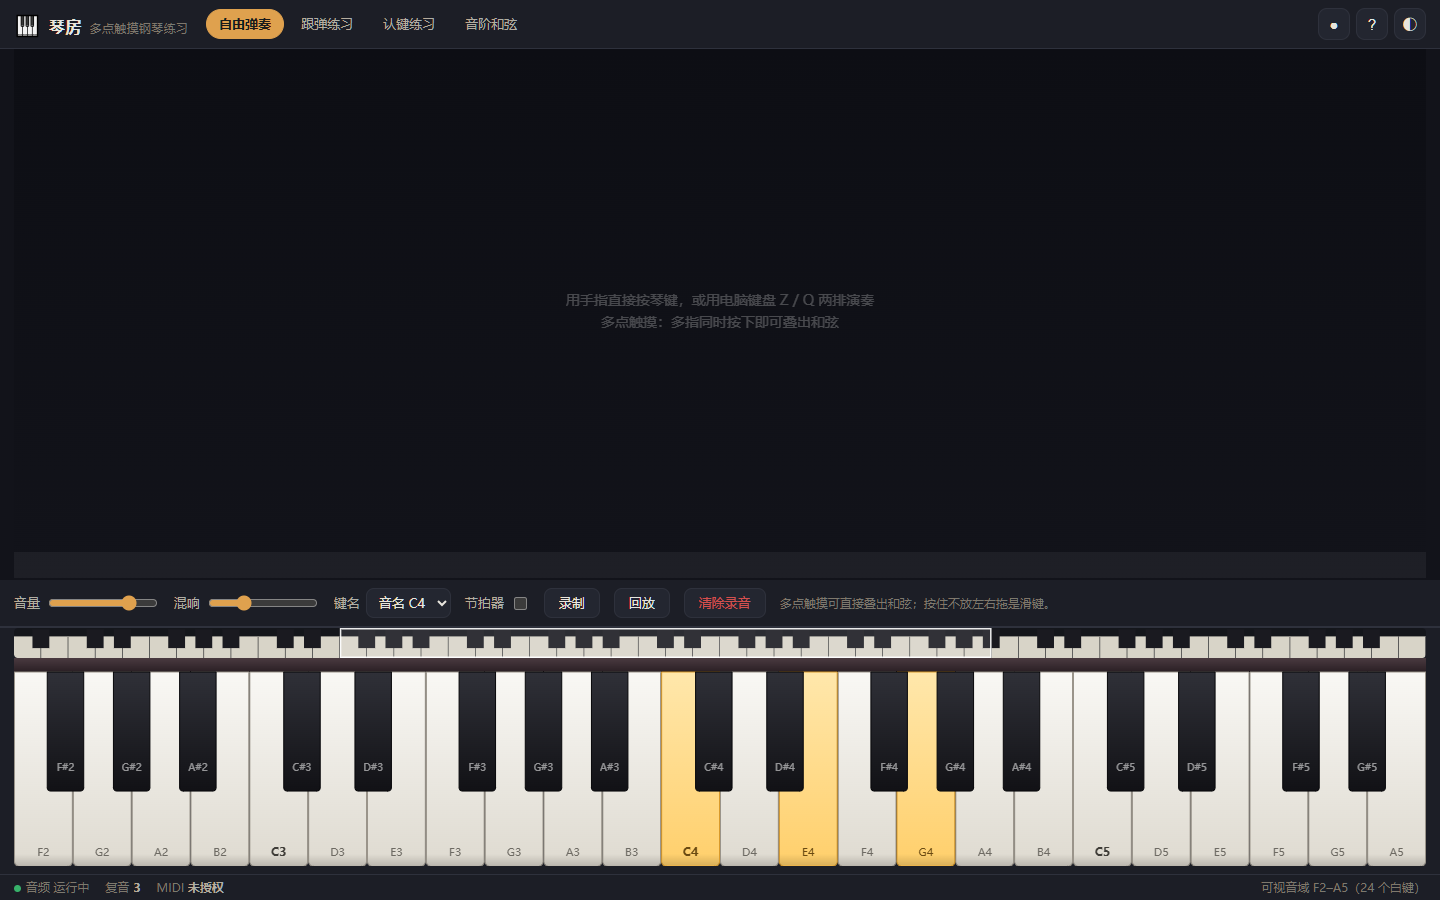 琴房 多点触摸钢琴练习 自由弹奏 跟弹练习 认键练习 音阶和弦 ?
用手指直接按琴键，或用电脑键盘 Z / Q 两排演奏
多点触摸：多指同时按下即可叠出和弦
音量 混响 键名 音名 C4 节拍器 录制 回放 清除录音 多点触摸可直接叠出和弦；按住不放左右拖是滑键。
F#2 G#2 A#2 C#3 D#3 F#3 G#3 A#3 C#4 D#4 F#4 G#4 A#4 C#5 D#5 F#5 G#5
F2 G2 A2 B2 C3 D3 E3 F3 G3 A3 B3 C4 D4 E4 F4 G4 A4 B4 C5 D5 E5 F5 G5 A5
音频 运行中 复音 3 MIDI 未授权 可视音域 F2–A5（24 个白键）